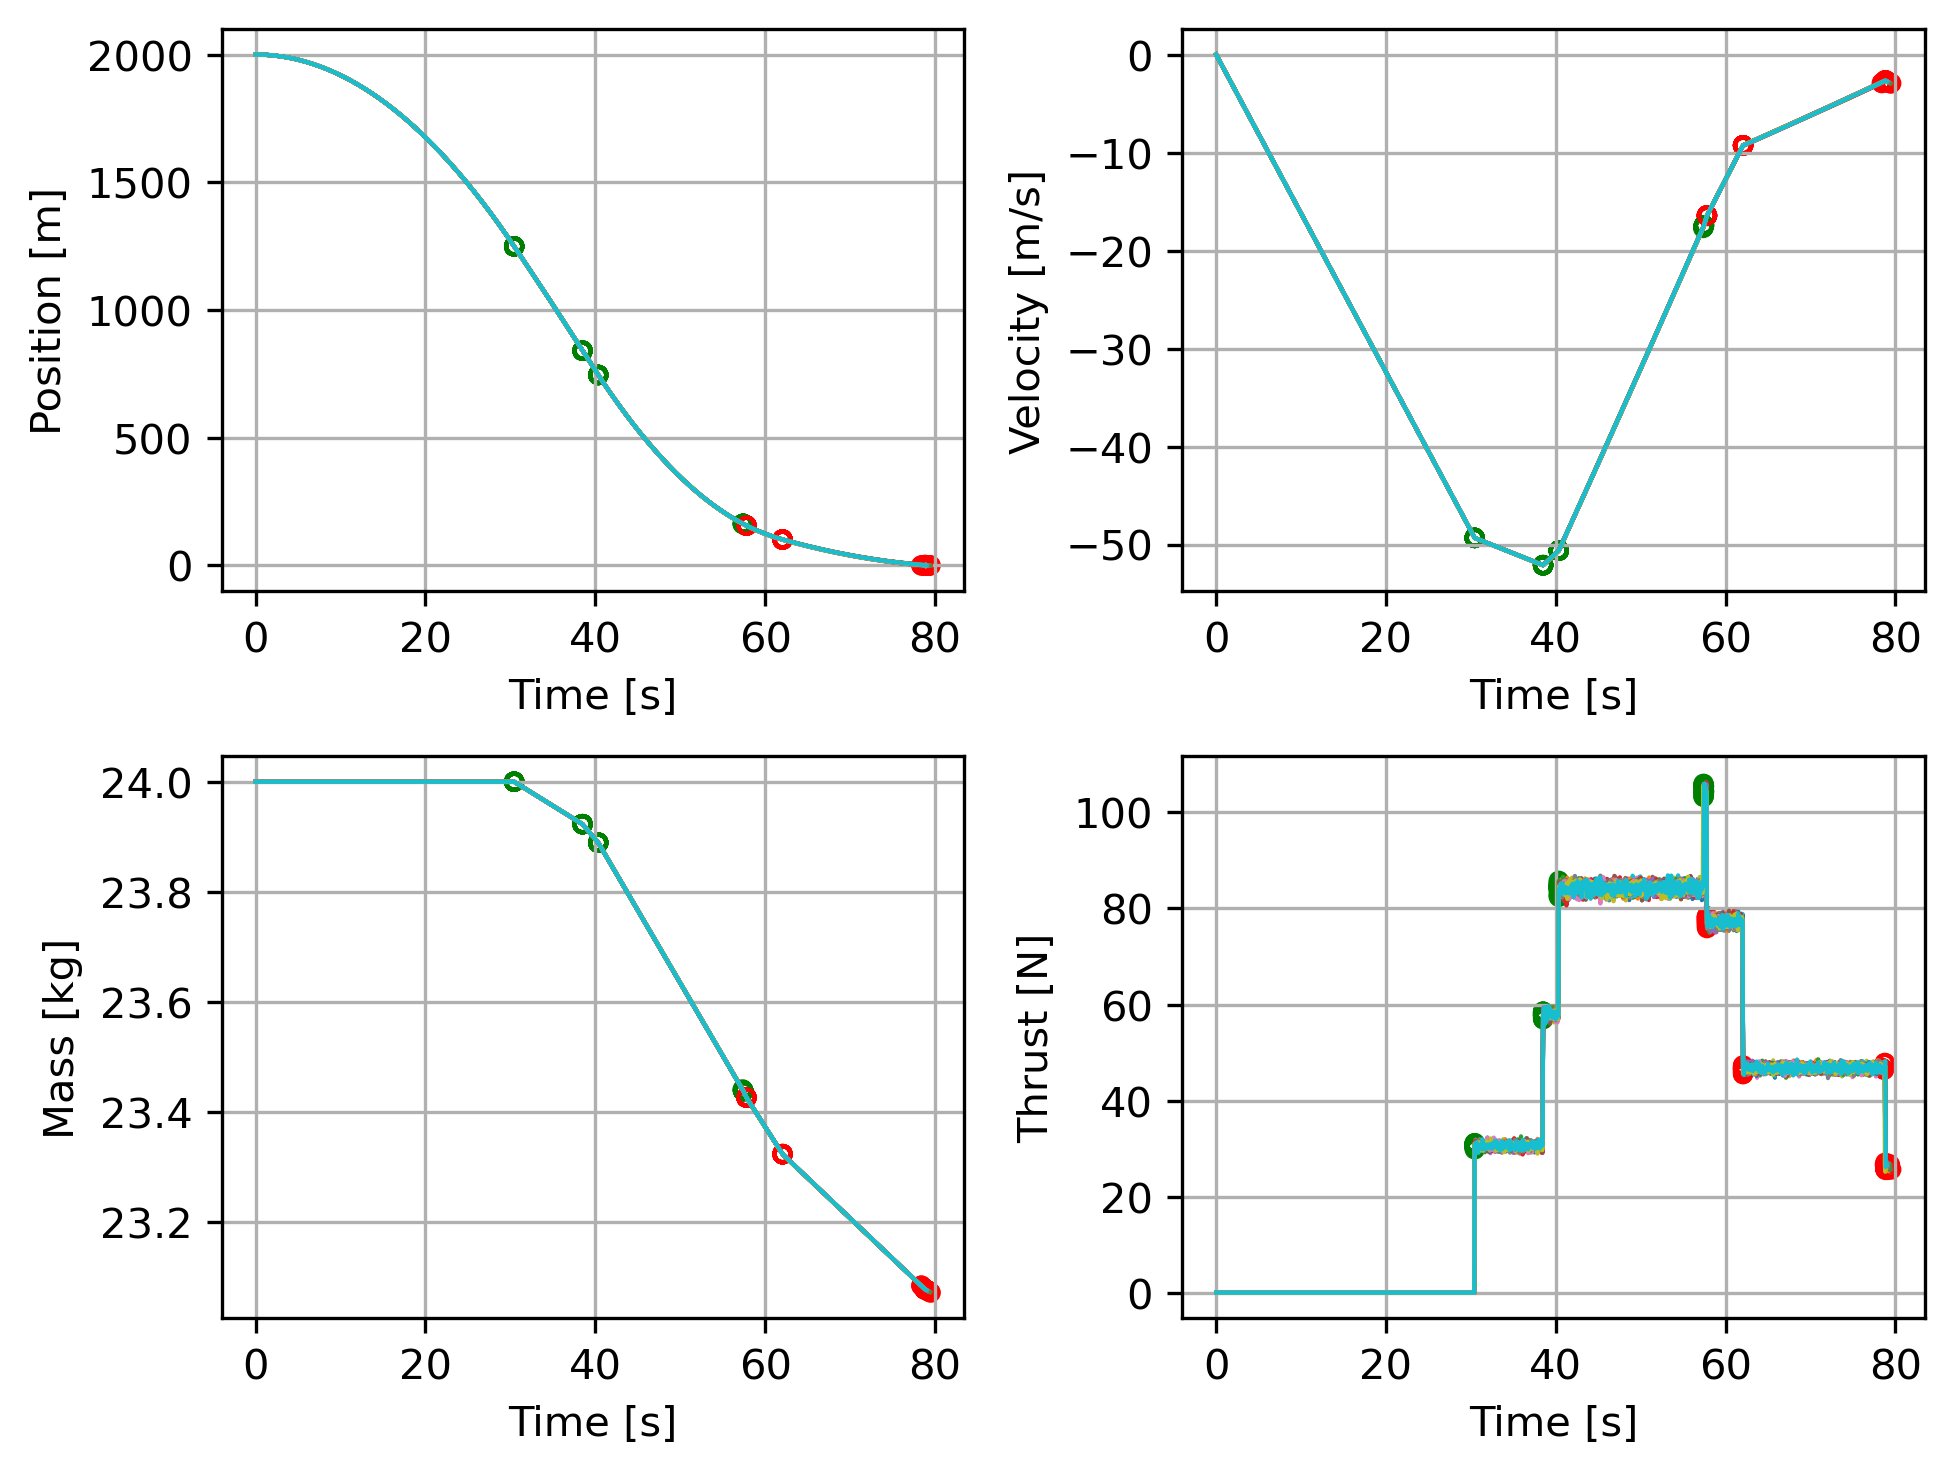 2000
1500
1000
500
0
Position [m]
0 20 40 60 80
Time [s]
0
−10
−20
−30
−40
−50
Velocity [m/s]
0 20 40 60 80
Time [s]
24.0
23.8
23.6
23.4
23.2
Mass [kg]
0 20 40 60 80
Time [s]
100
80
60
40
20
0
Thrust [N]
0 20 40 60 80
Time [s]